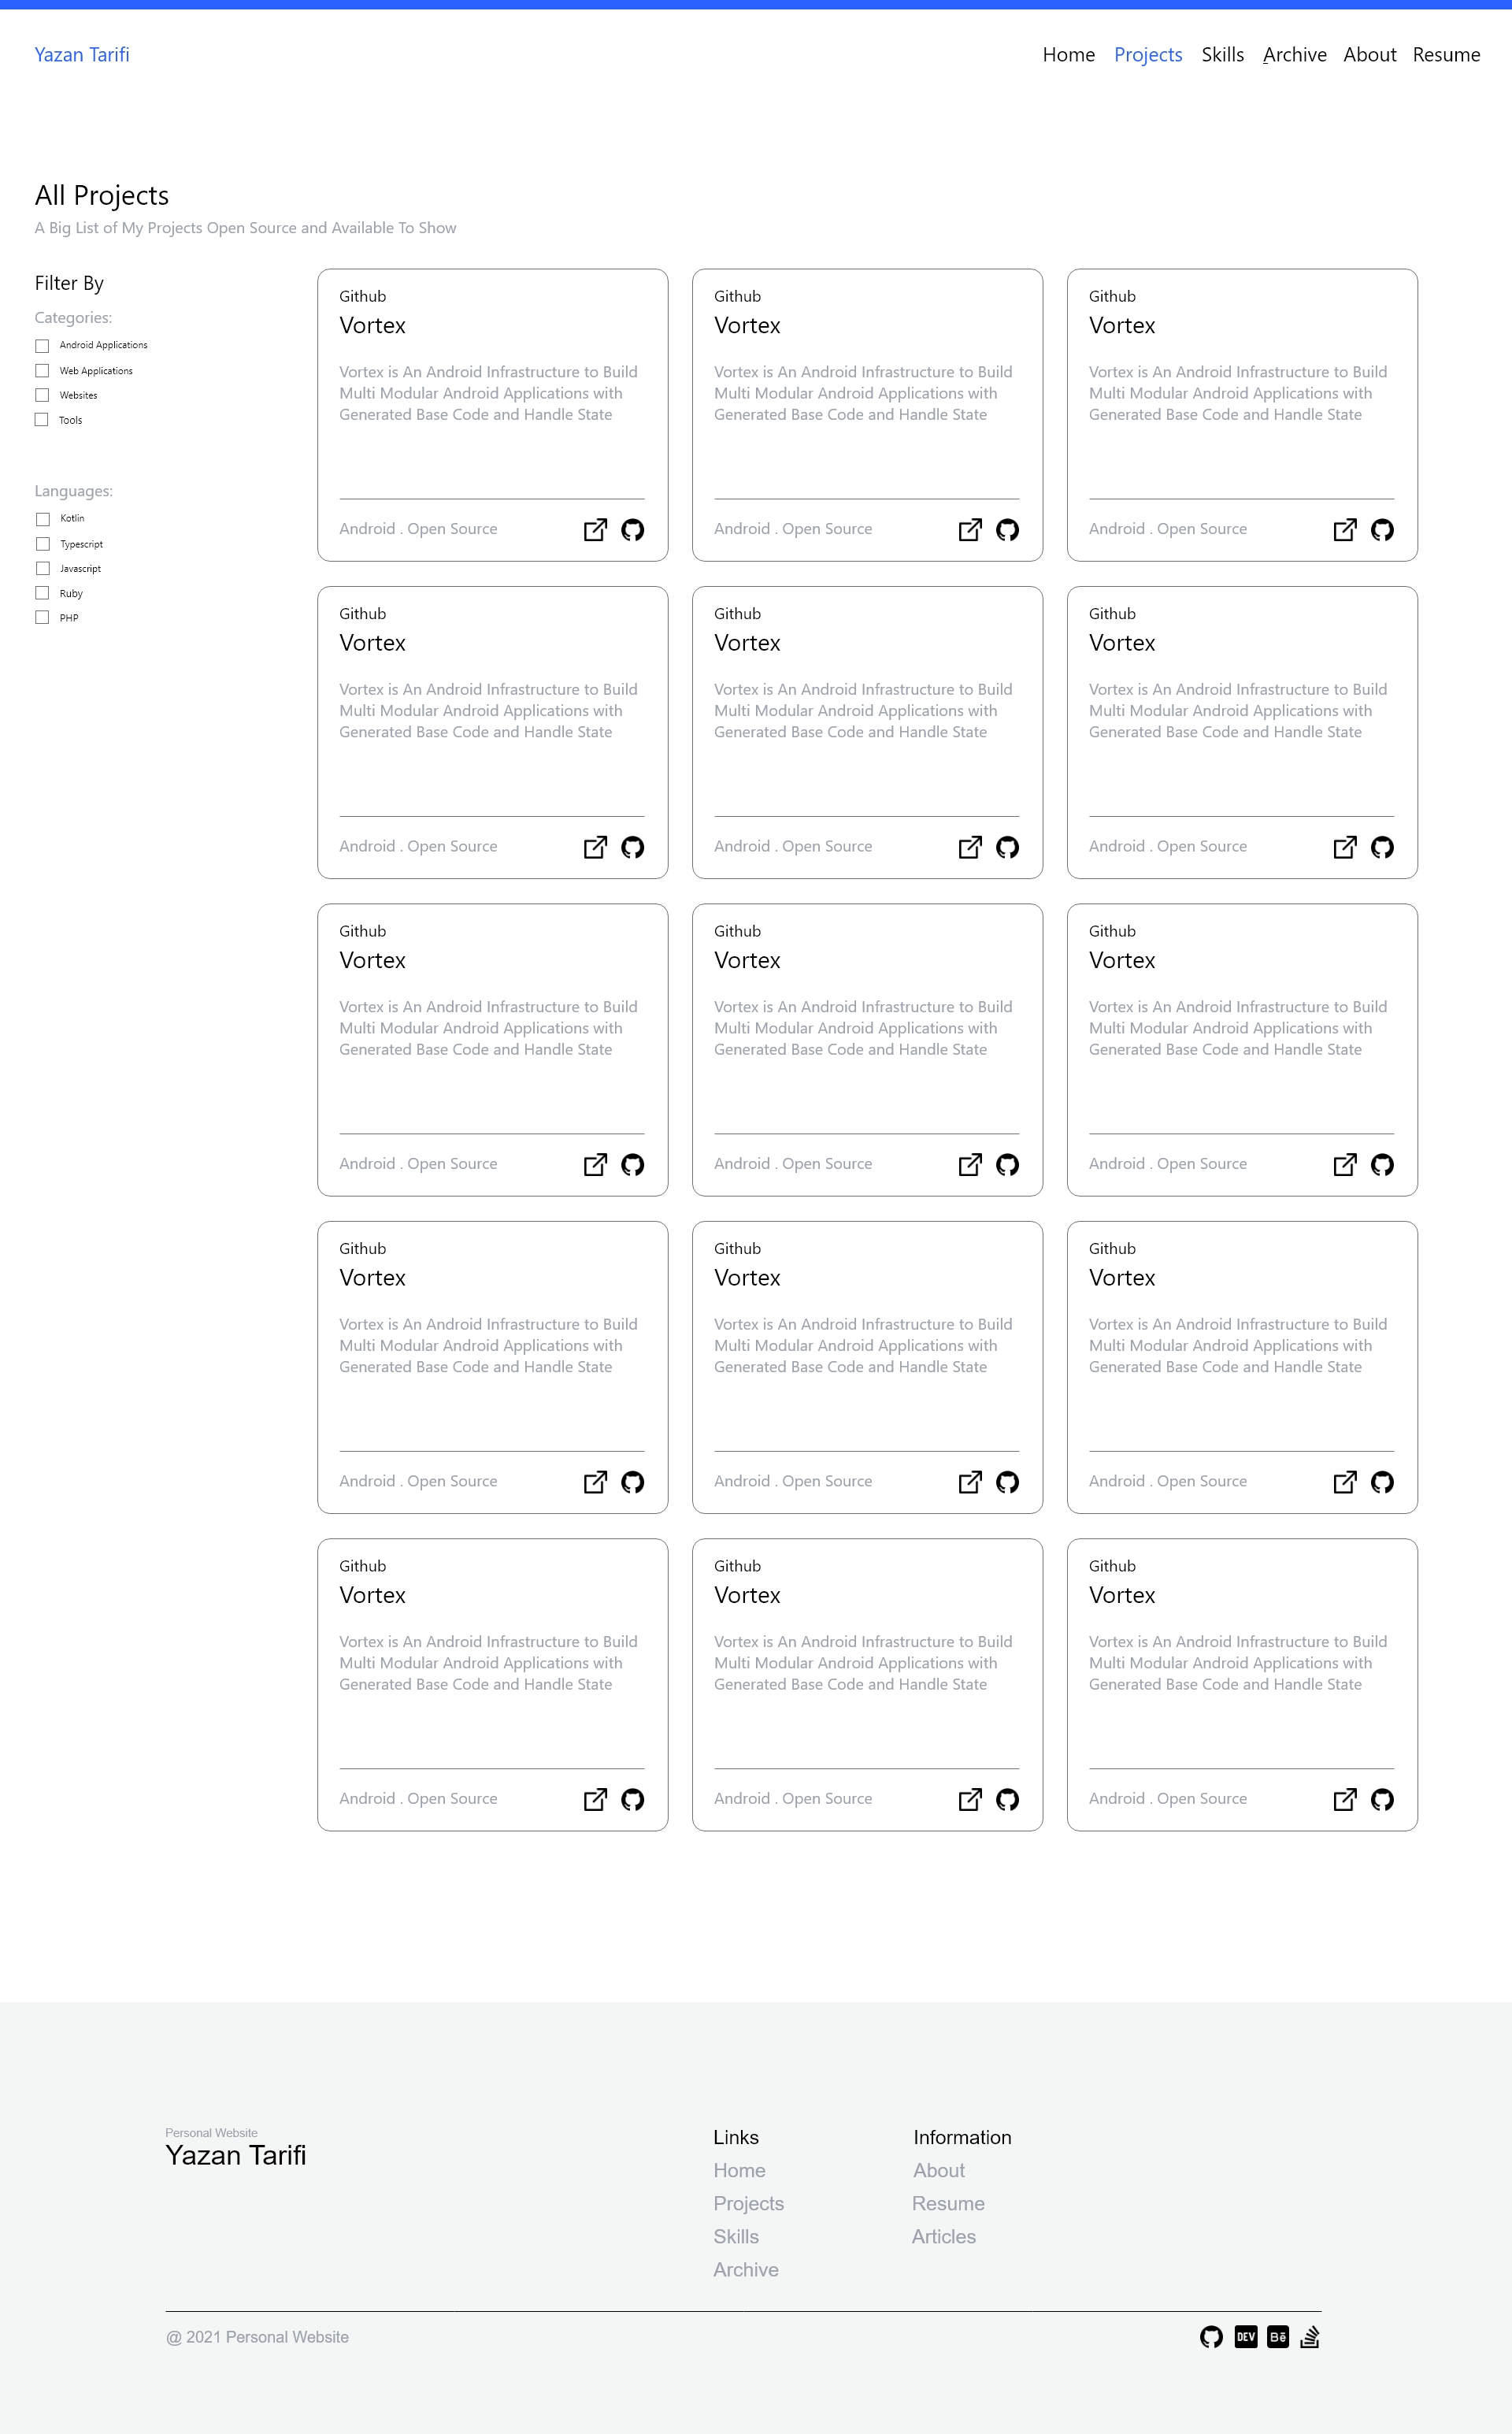 Yazan Tarifi
Home Projects Skills Archive About Resume
All Projects
A Big List of My Projects Open Source and Available To Show
Filter By
Categories:
Android Applications
Web Applications
Websites
Tools
Languages:
Kotlin
Typescript
Javascript
Ruby
PHP
Github
Vortex
Vortex is An Android Infrastructure to Build
Multi Modular Android Applications with
Generated Base Code and Handle State
Android . Open Source
Github
Vortex
Vortex is An Android Infrastructure to Build
Multi Modular Android Applications with
Generated Base Code and Handle State
Android . Open Source
Github
Vortex
Vortex is An Android Infrastructure to Build
Multi Modular Android Applications with
Generated Base Code and Handle State
Android . Open Source
Github
Vortex
Vortex is An Android Infrastructure to Build
Multi Modular Android Applications with
Generated Base Code and Handle State
Android . Open Source
Github
Vortex
Vortex is An Android Infrastructure to Build
Multi Modular Android Applications with
Generated Base Code and Handle State
Android . Open Source
Github
Vortex
Vortex is An Android Infrastructure to Build
Multi Modular Android Applications with
Generated Base Code and Handle State
Android . Open Source
Github
Vortex
Vortex is An Android Infrastructure to Build
Multi Modular Android Applications with
Generated Base Code and Handle State
Android . Open Source
Github
Vortex
Vortex is An Android Infrastructure to Build
Multi Modular Android Applications with
Generated Base Code and Handle State
Android . Open Source
Github
Vortex
Vortex is An Android Infrastructure to Build
Multi Modular Android Applications with
Generated Base Code and Handle State
Android . Open Source
Github
Vortex
Vortex is An Android Infrastructure to Build
Multi Modular Android Applications with
Generated Base Code and Handle State
Android . Open Source
Github
Vortex
Vortex is An Android Infrastructure to Build
Multi Modular Android Applications with
Generated Base Code and Handle State
Android . Open Source
Github
Vortex
Vortex is An Android Infrastructure to Build
Multi Modular Android Applications with
Generated Base Code and Handle State
Android . Open Source
Github
Vortex
Vortex is An Android Infrastructure to Build
Multi Modular Android Applications with
Generated Base Code and Handle State
Android . Open Source
Github
Vortex
Vortex is An Android Infrastructure to Build
Multi Modular Android Applications with
Generated Base Code and Handle State
Android . Open Source
Github
Vortex
Vortex is An Android Infrastructure to Build
Multi Modular Android Applications with
Generated Base Code and Handle State
Android . Open Source
Personal Website
Yazan Tarifi
Links
Home
Projects
Skills
Archive
Information
About
Resume
Articles
@ 2021 Personal Website
DEV
Bē